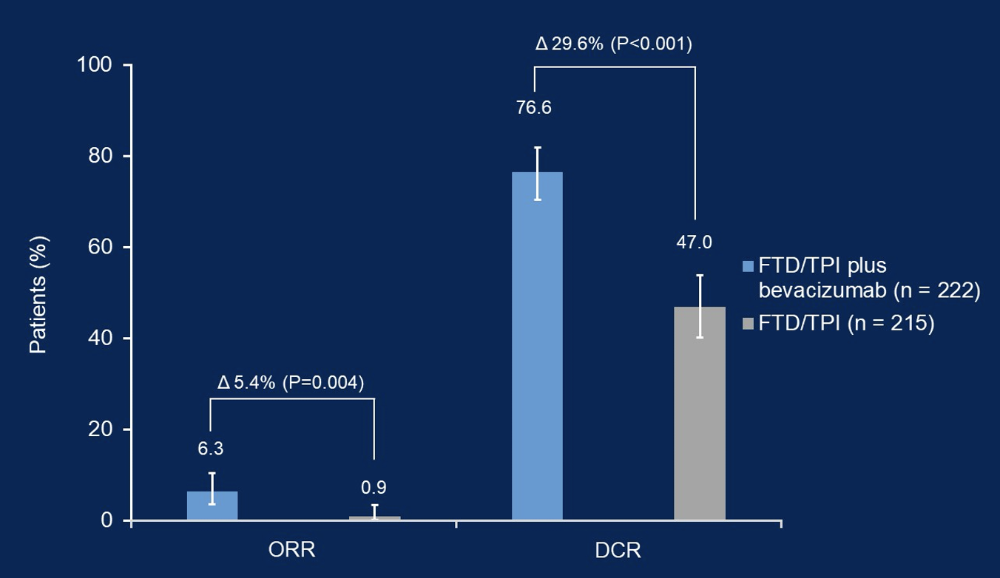 Δ 29.6% (P<0.001)
100
76.6
80
Patients (%)
60
47.0
FTD/TPI plus
bevacizumab (n = 222)
FTD/TPI (n = 215)
40
Δ 5.4% (P=0.004)
20
6.3
0.9
0
ORR
DCR